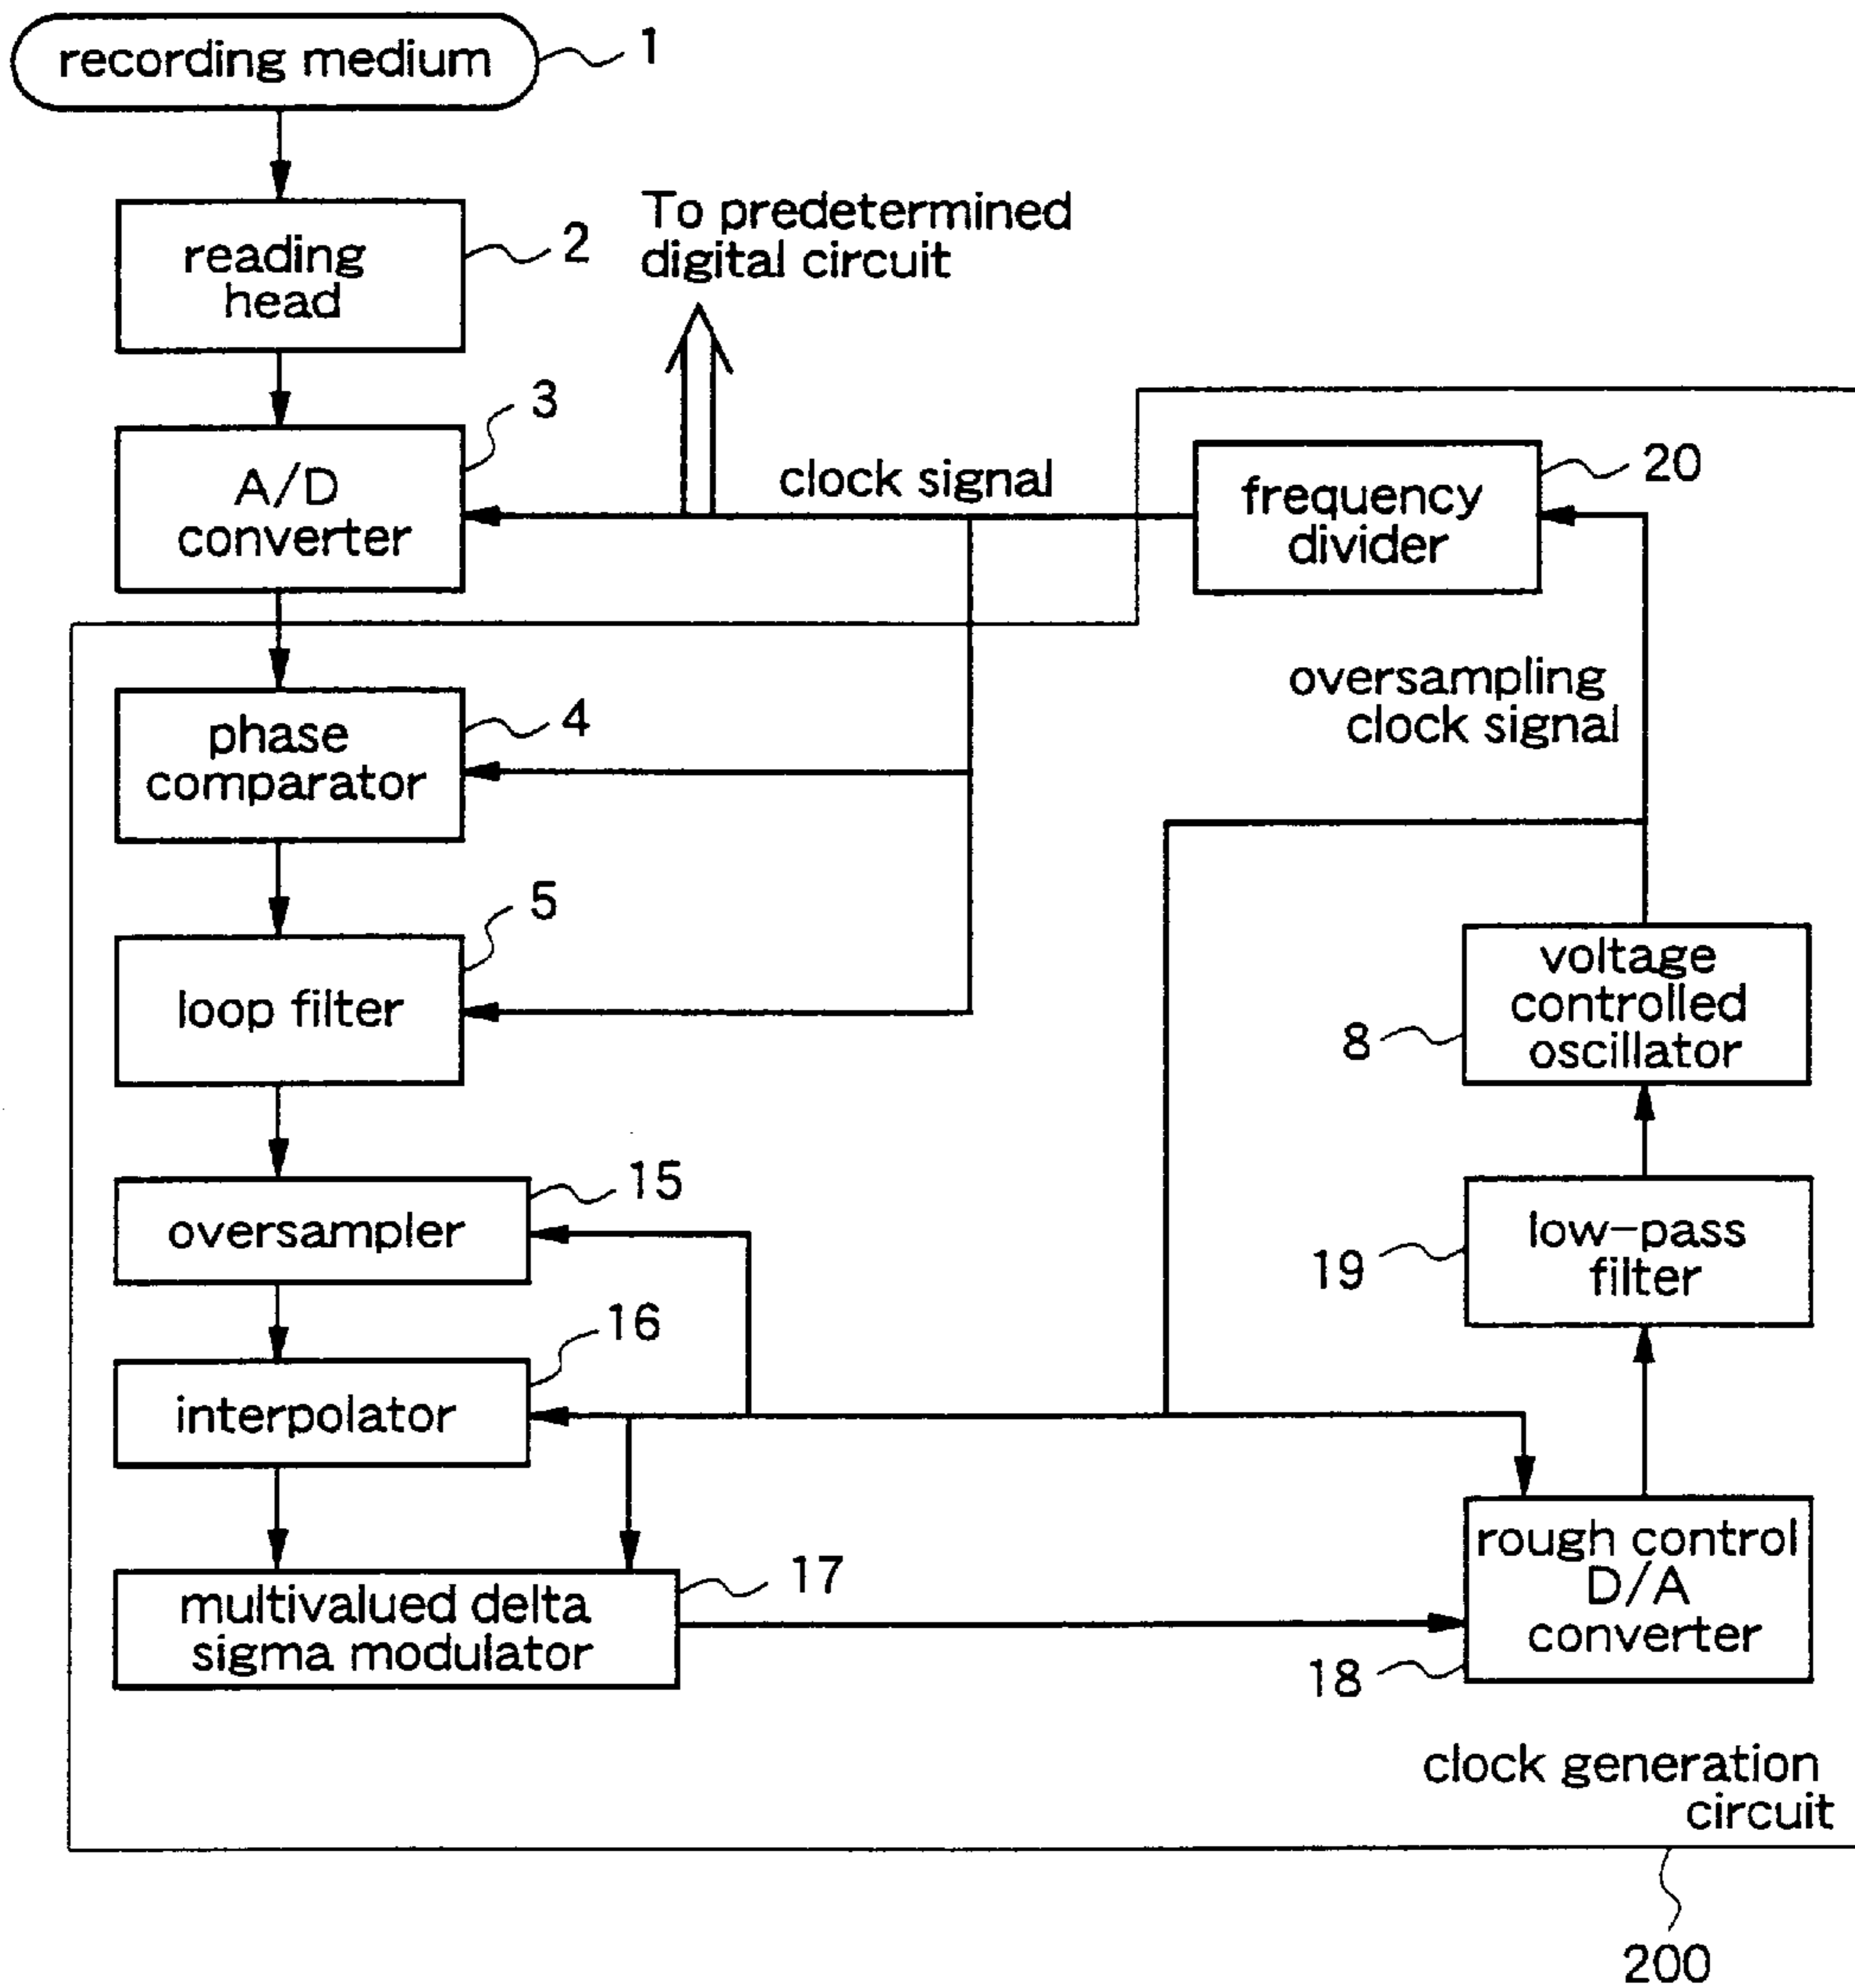 recording medium
1
reading
head
2
To predetermined
digital circuit
A/D
converter
3
clock signal
frequency
divider
20
oversampling
clock signal
phase
comparator
4
loop filter
5
voltage
controlled
oscillator
8
oversampler
15
low-pass
filter
19
interpolator
16
multivalued delta
sigma modulator
17
rough control
D/A
converter
18
clock generation
circuit
200